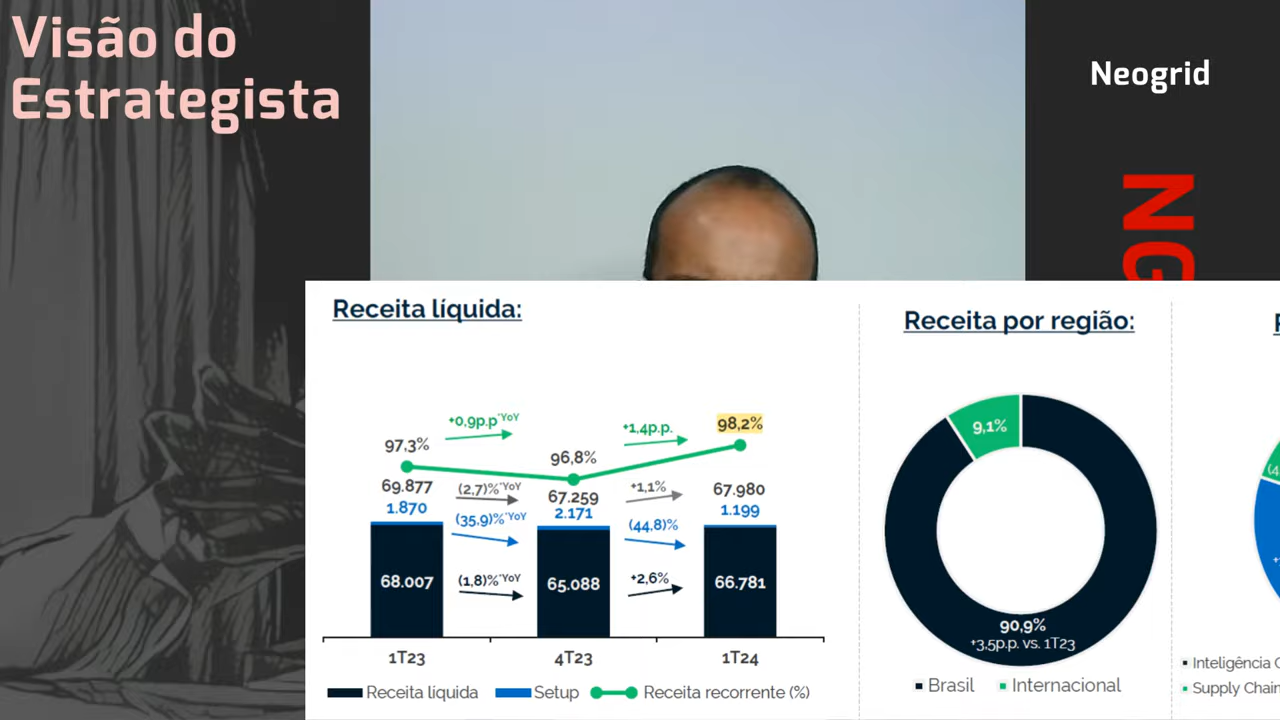 Visão do
Estrategista
Neogrid
NG
Receita líquida:
+0,9p.p*YoY
+1,4p.p.
97,3%
96,8%
98,2%
69.877
(2,7)%*YoY
67.259
+1,1%
67.980
1.870
(35,9)%*YoY
2.171
(44,8)%
1.199
68.007
(1,8)%*YoY
65.088
+2,6%
66.781
1T23
4T23
1T24
Receita líquida
Setup
Receita recorrente (%)
Receita por região:
9,1%
90,9%
+3,5p.p. vs. 1T23
Brasil
Internacional
(4
Inteligência
Supply Chain